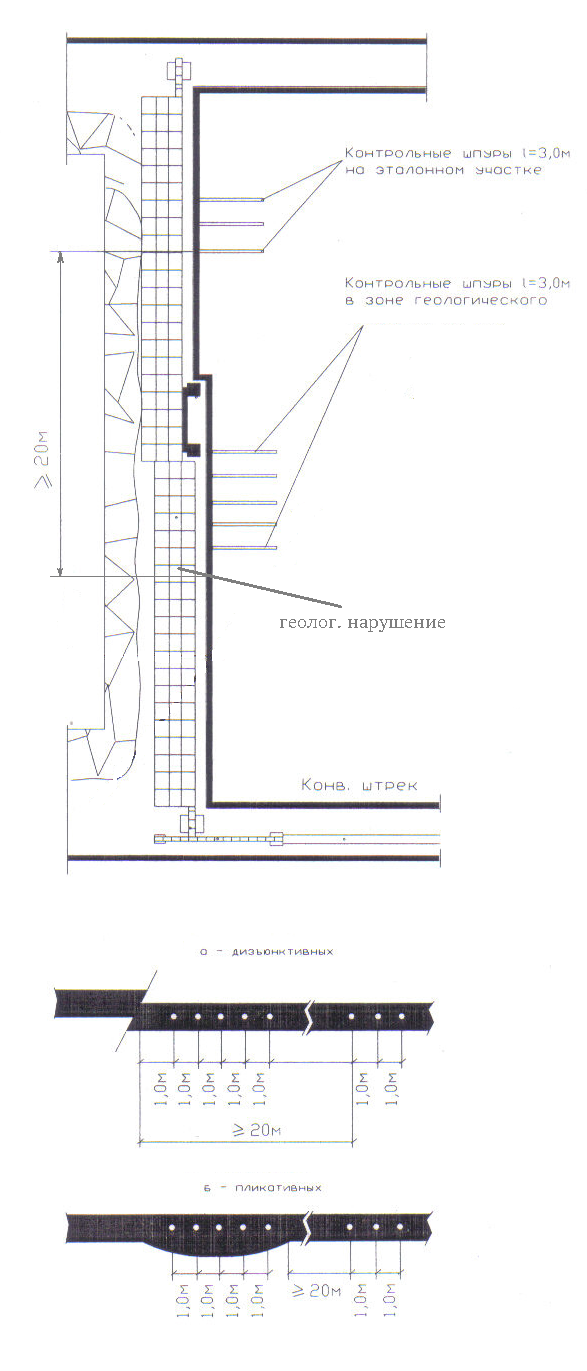 Контрольные шпуры l=3,0м
на эталонном участке
Контрольные шпуры l=3,0м
в зоне геологического
≥ 20м
геолог. нарушение
Конв. штрек
а - дизъюнктивных
1,0м 1,0м 1,0м 1,0м 1,0м 1,0м 1,0м
≥ 20м
Б - пликативных
1,0м 1,0м 1,0м 1,0м ≥ 20м 1,0м 1,0м